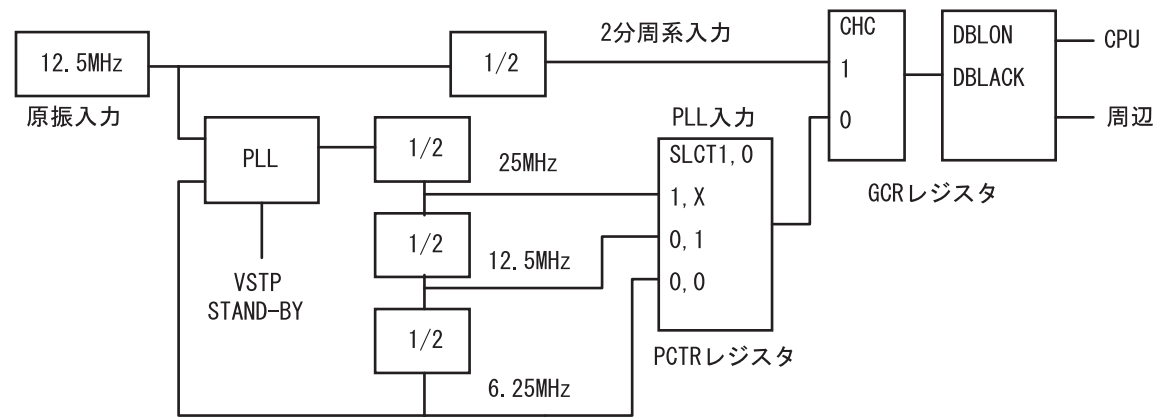 12.5MHz
原振入力
1/2
2分周系入力
CHC
1
0
GCRレジスタ
DBLON
DBLACK
CPU
周辺
PLL
VSTP
STAND-BY
1/2
25MHz
1/2
12.5MHz
1/2
6.25MHz
PLL入力
SLCT1,0
1,X
0,1
0,0
PCTRレジスタ